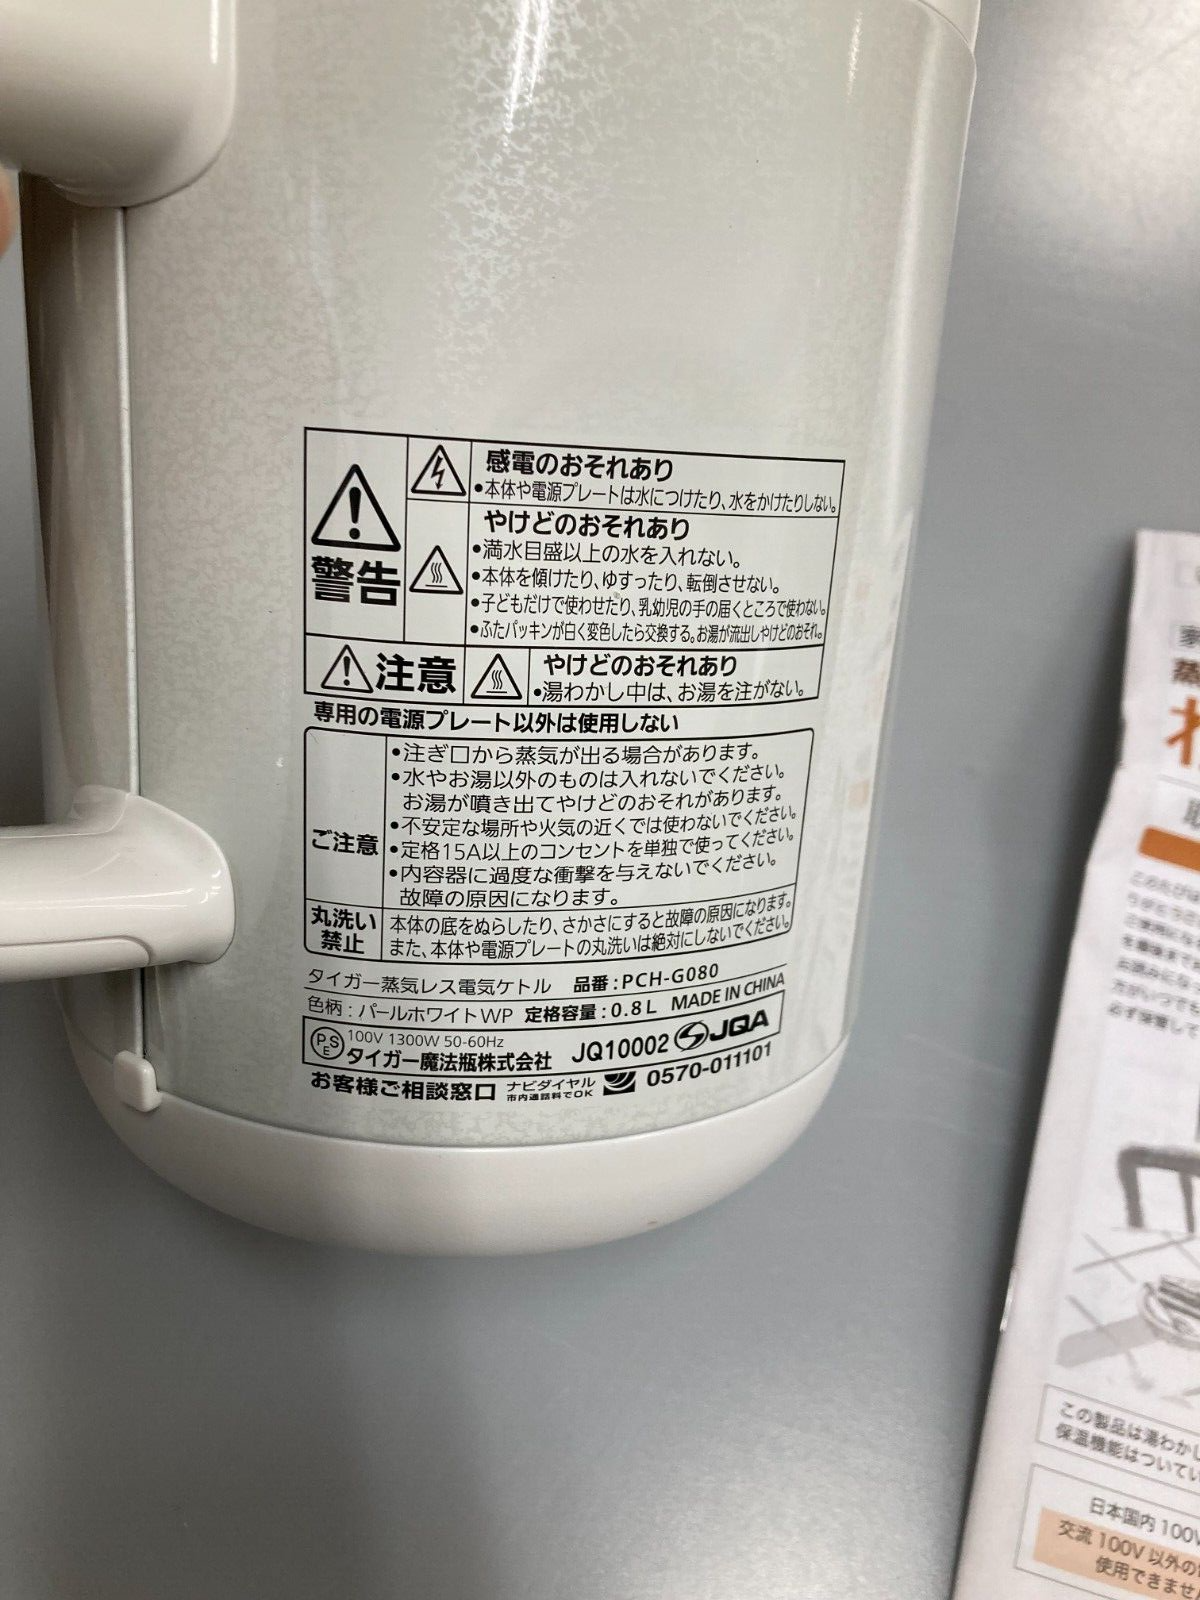 警告
感電のおそれあり
•本体や電源プレートは水につけたり、水をかけたりしない。
やけどのおそれあり
•満水目盛以上の水を入れない。
•本体を傾けたり、ゆすったり、転倒させない。
•子どもだけで使わせたり、乳幼児の手の届くところで使わない。
•ふたパッキンが白く変色したら交換する。お湯が流出しやけどのおそれ。
注意
やけどのおそれあり
•湯わかし中は、お湯を注がない。
専用の電源プレート以外は使用しない
ご注意
•注ぎ口から蒸気が出る場合があります。
•水やお湯以外のものは入れないでください。
お湯が噴き出てやけどのおそれがあります。
•不安定な場所や火気の近くでは使わないでください。
•定格15A以上のコンセントを単独で使ってください。
•内容器に過度な衝撃を与えないでください。
故障の原因になります。
丸洗い
禁止
本体の底をぬらしたり、さかさにすると故障の原因になります。
また、本体や電源プレートの丸洗いは絶対にしないでください。
タイガー蒸気レス電気ケトル 品番:PCH-G080
色柄:パールホワイトWP 定格容量:0.8L MADE IN CHINA
PSE 100V 1300W 50-60Hz
タイガー魔法瓶株式会社 JQ10002 JQA
お客様ご相談窓口 ナビダイヤル 0570-011101
市内通話料でOK
この製品は湯わかし
保温機能はついてい
日本国内100V
交流100V以外の
使用できませ